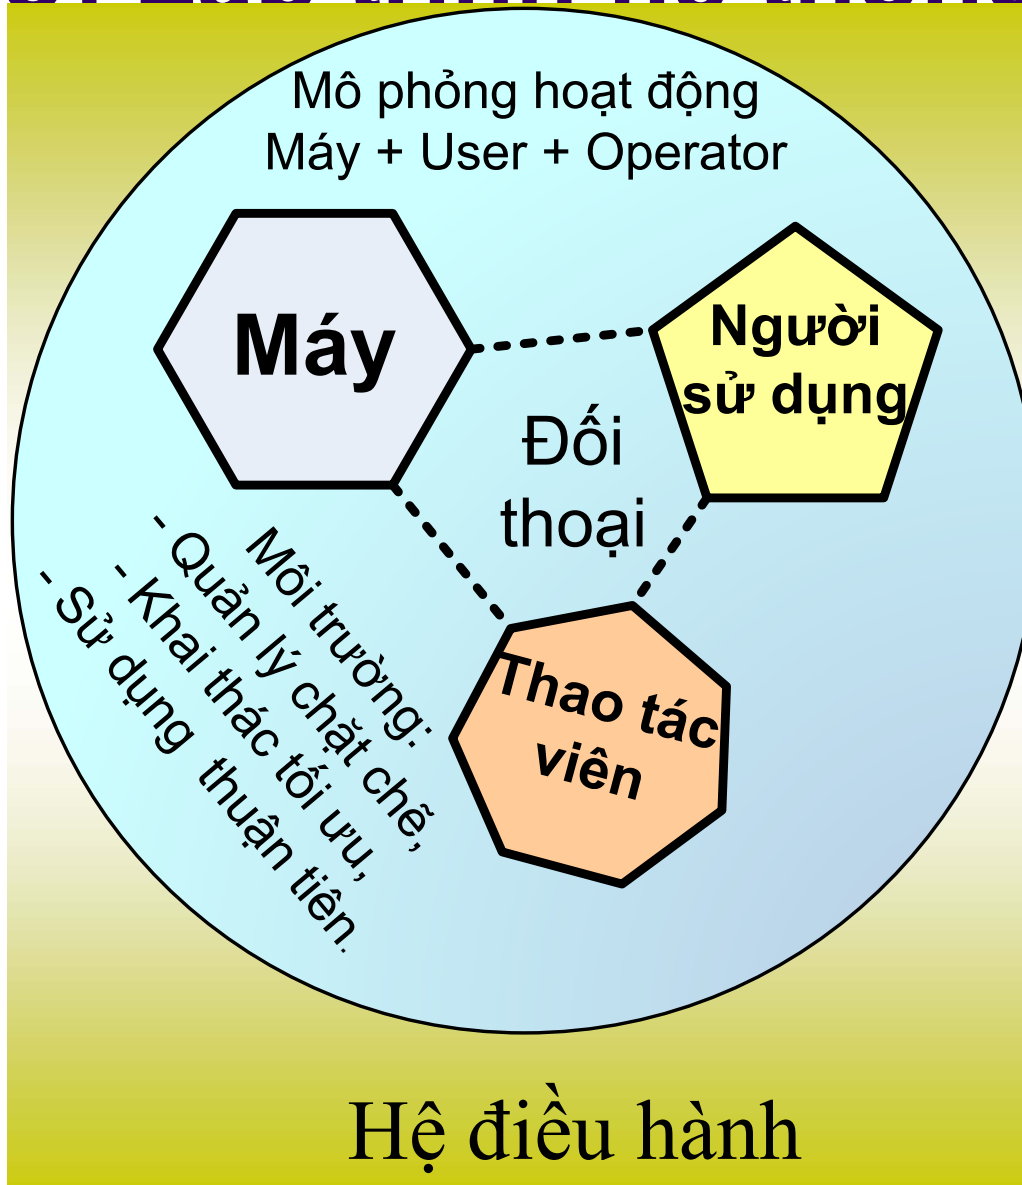 Mô phỏng hoạt động
Máy + User + Operator
Máy
Người
sử dụng
Đối
thoại
Môi trường:
- Quản lý chặt chẽ,
- Khai thác tối ưu,
- Sử dụng thuận tiên.
Thao tác
viên
Hệ điều hành